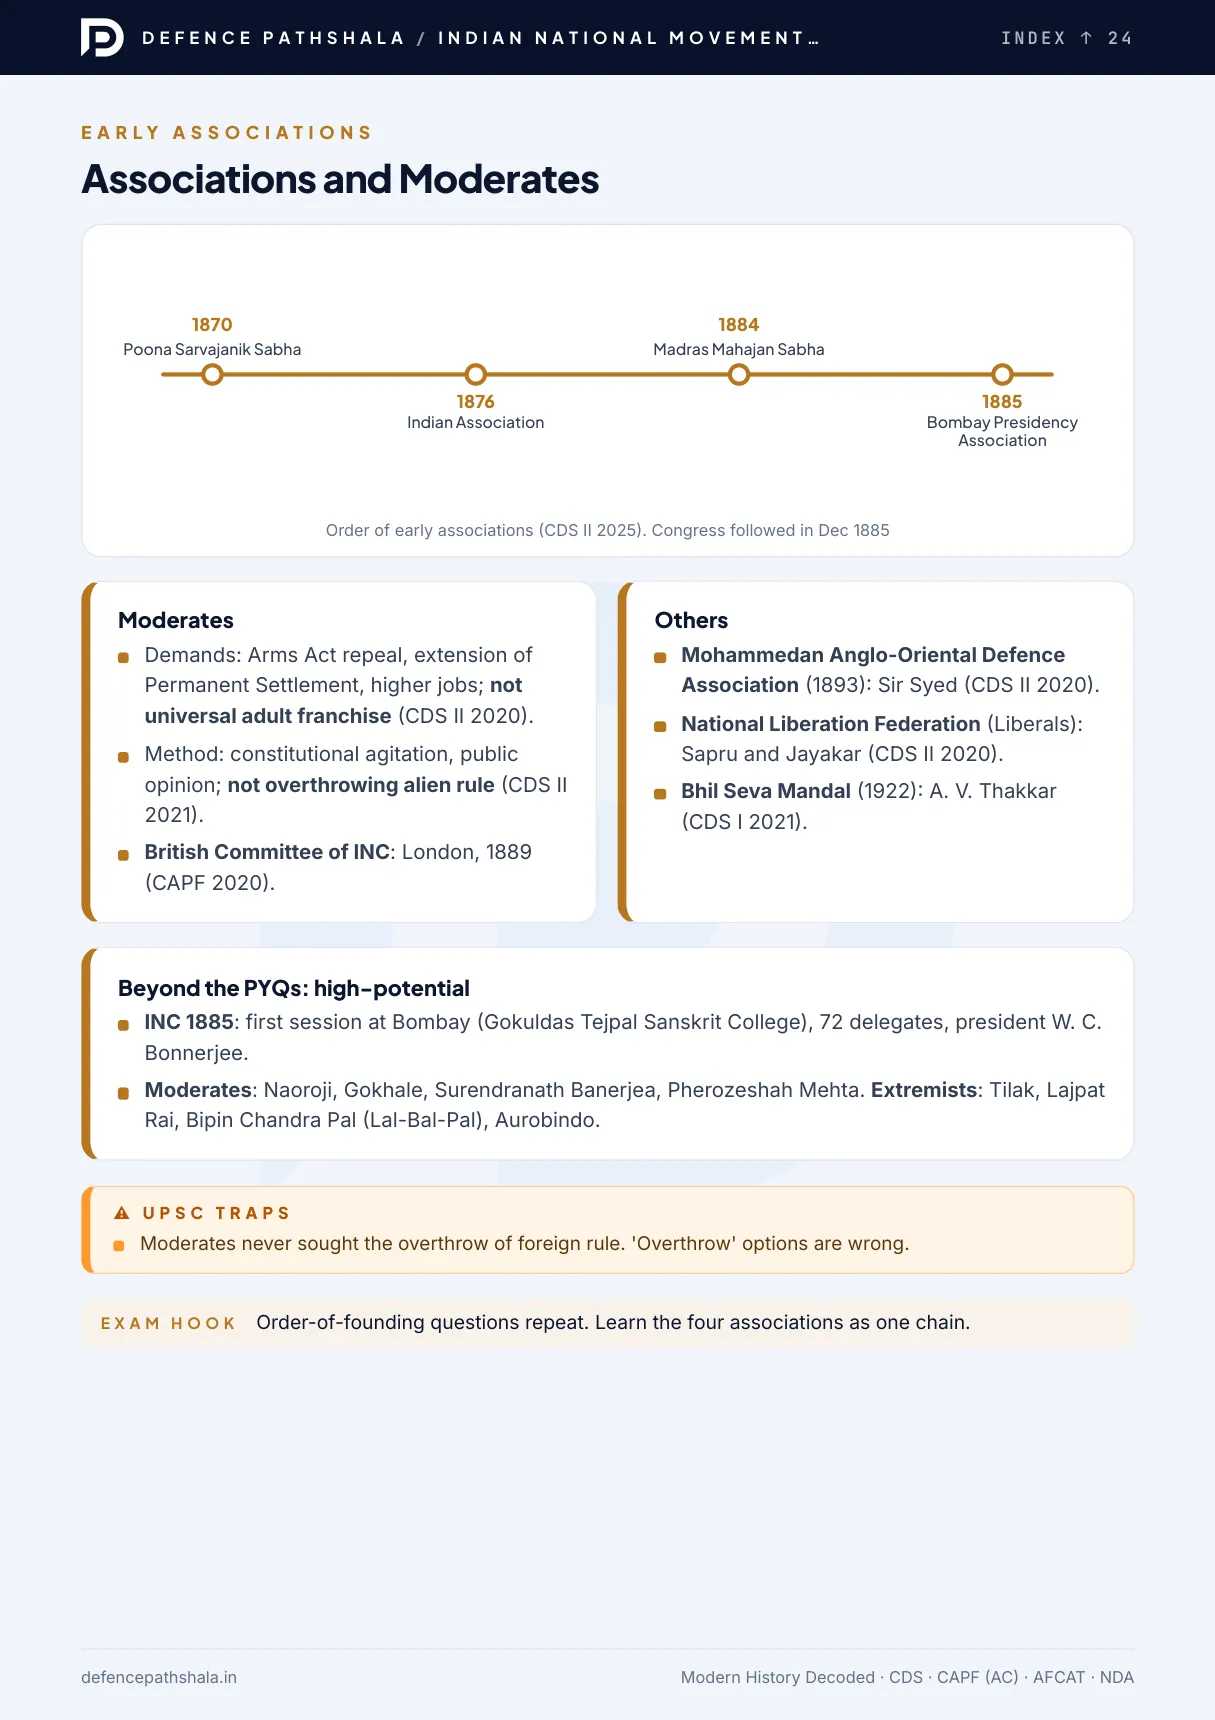 DEFENCE PATHSHALA / INDIAN NATIONAL MOVEMENT…
INDEX ↑ 24
EARLY ASSOCIATIONS
Associations and Moderates
1870
Poona Sarvajanik Sabha
1884
Madras Mahajan Sabha
1876
Indian Association
1885
Bombay Presidency
Association
Order of early associations (CDS II 2025). Congress followed in Dec 1885
Moderates
Demands: Arms Act repeal, extension of
Permanent Settlement, higher jobs; not
universal adult franchise (CDS II 2020).
Method: constitutional agitation, public
opinion; not overthrowing alien rule (CDS II
2021).
British Committee of INC: London, 1889
(CAPF 2020).
Others
Mohammedan Anglo-Oriental Defence
Association (1893): Sir Syed (CDS II 2020).
National Liberation Federation (Liberals):
Sapru and Jayakar (CDS II 2020).
Bhil Seva Mandal (1922): A. V. Thakkar
(CDS I 2021).
Beyond the PYQs: high-potential
INC 1885: first session at Bombay (Gokuldas Tejpal Sanskrit College), 72 delegates, president W. C.
Bonnerjee.
Moderates: Naoroji, Gokhale, Surendranath Banerjea, Pherozeshah Mehta. Extremists: Tilak, Lajpat
Rai, Bipin Chandra Pal (Lal-Bal-Pal), Aurobindo.
⚠ UPSC TRAPS
Moderates never sought the overthrow of foreign rule. 'Overthrow' options are wrong.
EXAM HOOK Order-of-founding questions repeat. Learn the four associations as one chain.
defencepathshala.in
Modern History Decoded · CDS · CAPF (AC) · AFCAT · NDA